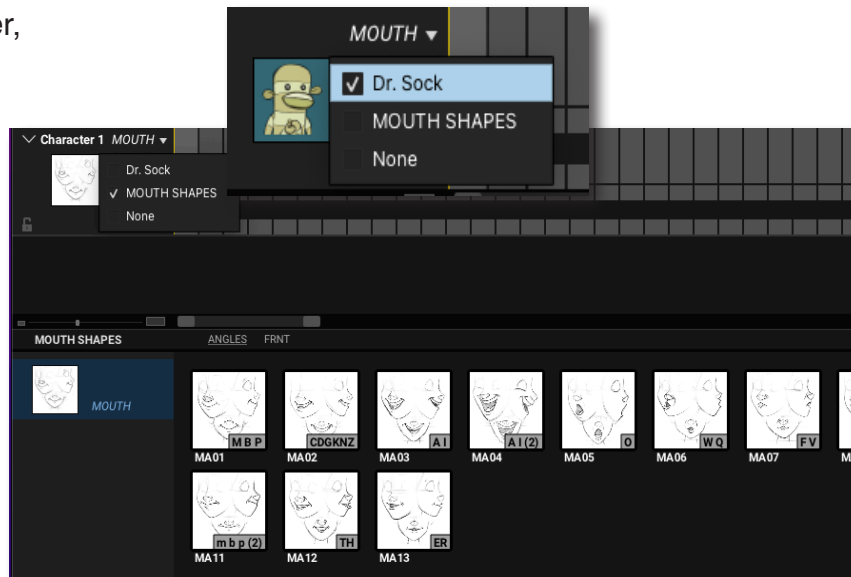 er,
MOUTH ▼
✓ Dr. Sock
MOUTH SHAPES
None
Character 1 MOUTH ▼
Dr. Sock
✓ MOUTH SHAPES
None
MOUTH SHAPES ANGLES FRNT
MOUTH
M B P CDGKNZ A I A I (2) O W Q F V
MA01 MA02 MA03 MA04 MA05 MA06 MA07 M
m b p (2) TH ER
MA11 MA12 MA13